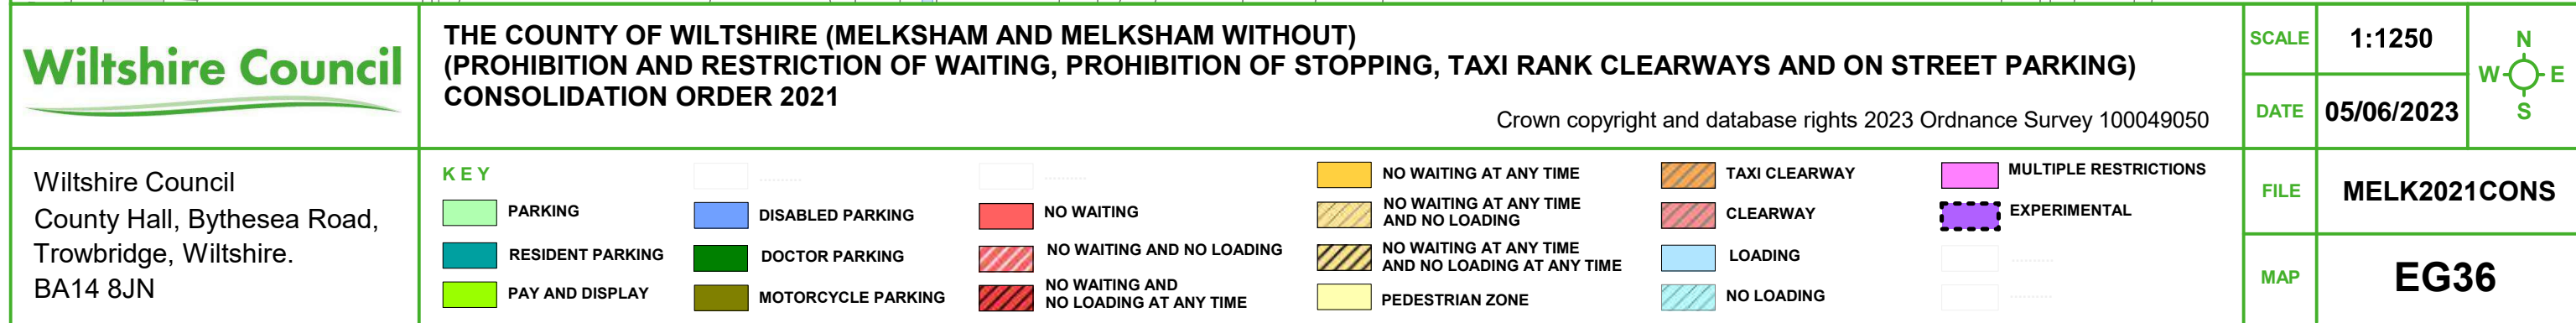 Wiltshire Council
THE COUNTY OF WILTSHIRE (MELKSHAM AND MELKSHAM WITHOUT)
(PROHIBITION AND RESTRICTION OF WAITING, PROHIBITION OF STOPPING, TAXI RANK CLEARWAYS AND ON STREET PARKING)
CONSOLIDATION ORDER 2021
Crown copyright and database rights 2023 Ordnance Survey 100049050
SCALE
1:1250
DATE
05/06/2023
N
W
E
S
Wiltshire Council
County Hall, Bythesea Road,
Trowbridge, Wiltshire.
BA14 8JN
KEY
PARKING
RESIDENT PARKING
PAY AND DISPLAY
..........
DISABLED PARKING
DOCTOR PARKING
MOTORCYCLE PARKING
..........
NO WAITING
NO WAITING AND NO LOADING
NO WAITING AND
NO LOADING AT ANY TIME
NO WAITING AT ANY TIME
NO WAITING AT ANY TIME
AND NO LOADING
NO WAITING AT ANY TIME
AND NO LOADING AT ANY TIME
PEDESTRIAN ZONE
TAXI CLEARWAY
CLEARWAY
LOADING
NO LOADING
MULTIPLE RESTRICTIONS
EXPERIMENTAL
..........
..........
FILE
MELK2021CONS
MAP
EG36